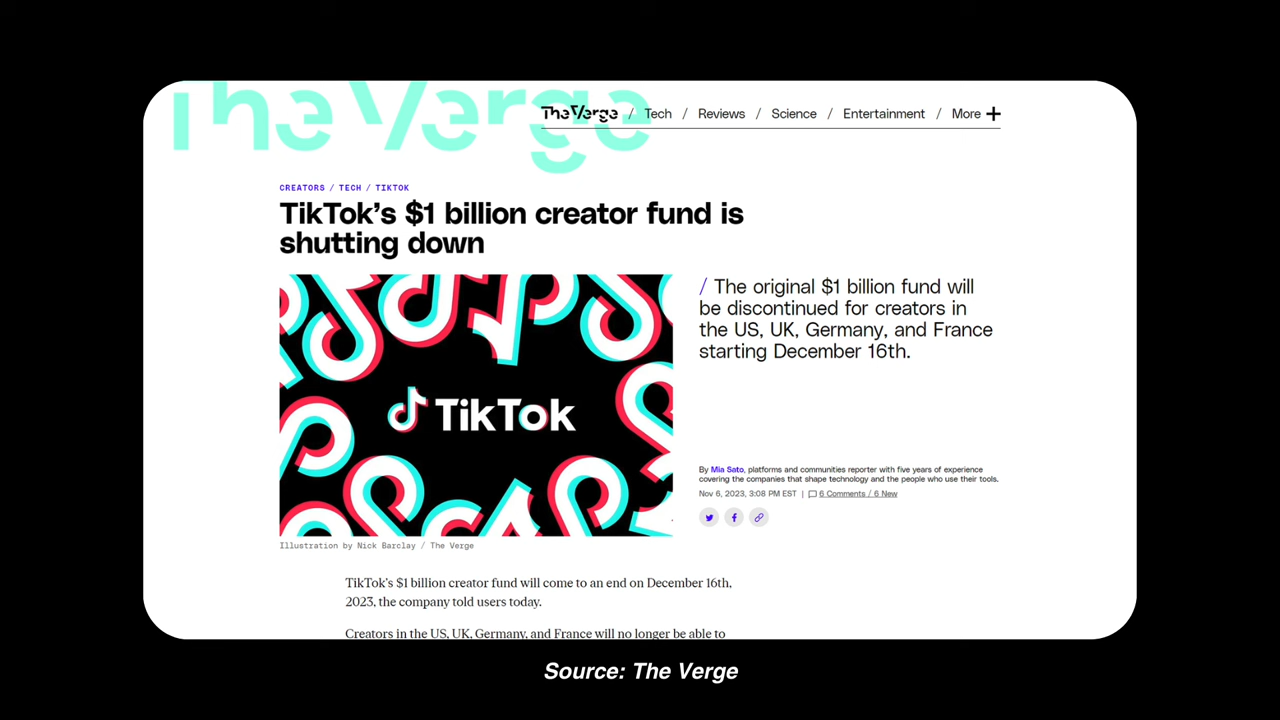 The Verge
The Verge / Tech / Reviews / Science / Entertainment / More +
CREATORS / TECH / TIKTOK
TikTok’s $1 billion creator fund is
shutting down
TikTok
/ The original $1 billion fund will
be discontinued for creators in
the US, UK, Germany, and France
starting December 16th.
By Mia Sato, platforms and communities reporter with five years of experience
covering the companies that shape technology and the people who use their tools.
Nov 6, 2023, 3:08 PM EST | 6 Comments / 6 New
Illustration by Nick Barclay / The Verge
TikTok’s $1 billion creator fund will come to an end on December 16th,
2023, the company told users today.
Creators in the US, UK, Germany, and France will no longer be able to
Source: The Verge